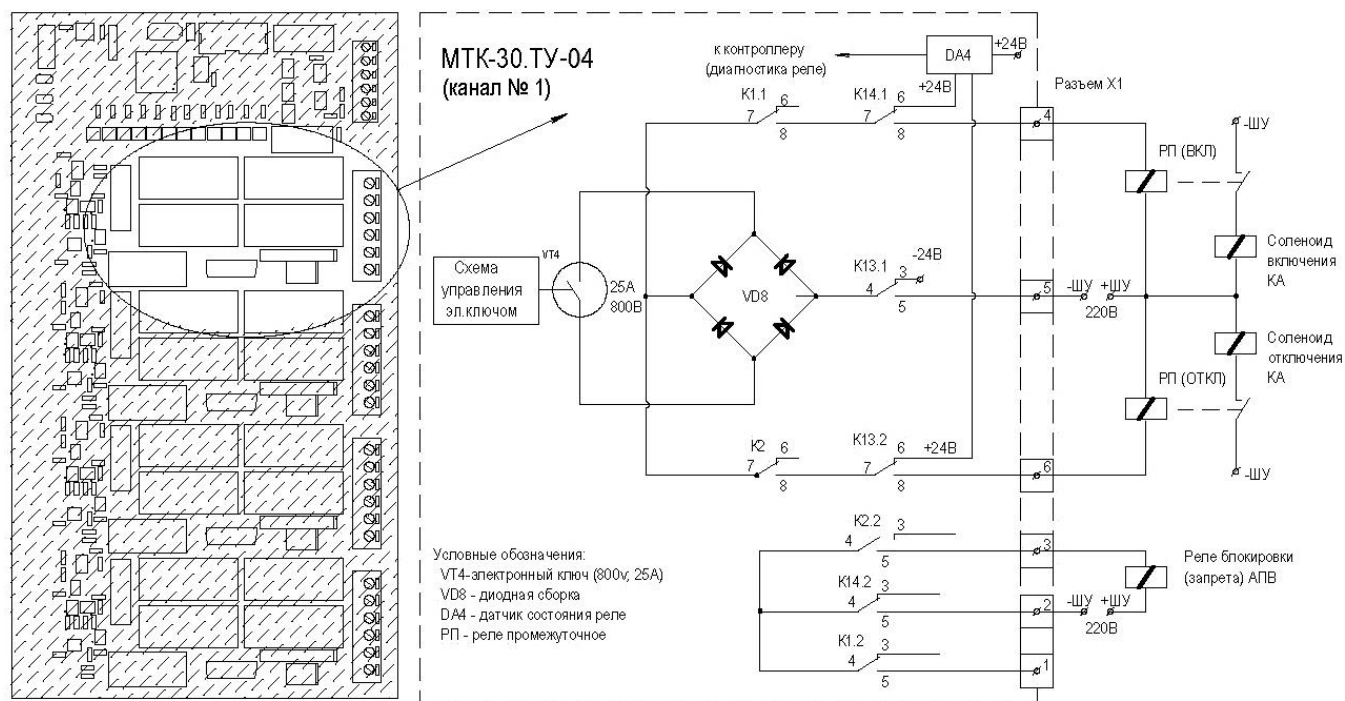 МТК-30.ТУ-04
(канал № 1)
к контроллеру
(диагностика реле)
DA4
+24В
+24В
Разъем X1
K1.1
6
7
8
K14.1
6
7
8
4
-ШУ
РП (ВКЛ)
Схема
управления
эл.ключом
VT4
25А
800В
VD8
K13.1
3
-24В
4
5
5
-ШУ
+ШУ
220В
Соленоид
включения
КА
Соленоид
отключения
КА
РП (ОТКЛ)
K2
6
7
8
K13.2
6
+24В
7
8
6
-ШУ
K2.2
3
4
5
3
K14.2
3
4
5
2
-ШУ
+ШУ
220В
Реле блокировки
(запрета) АПВ
K1.2
3
4
5
1
Условные обозначения:
VT4-электронный ключ (800v; 25А)
VD8 - диодная сборка
DA4 - датчик состояния реле
РП - реле промежуточное